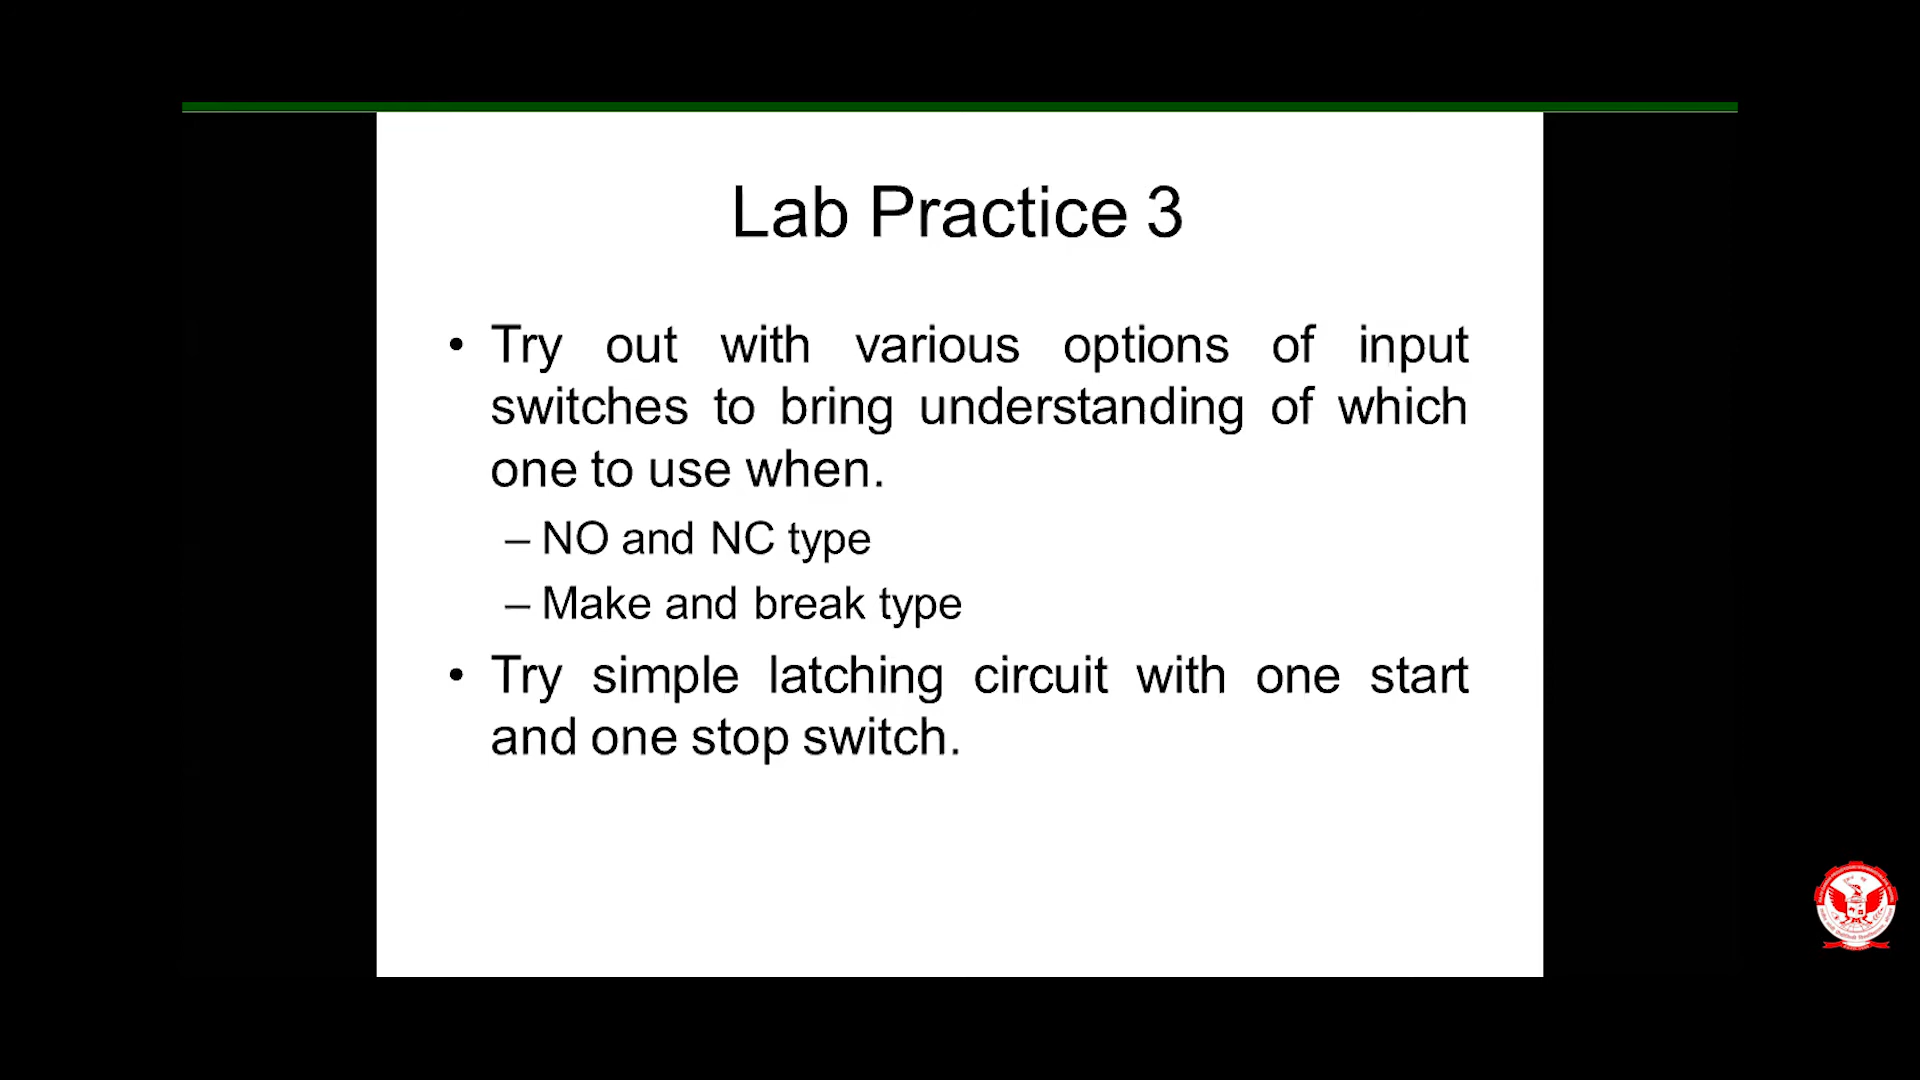 Lab Practice 3
• Try out with various options of input
switches to bring understanding of which
one to use when.
– NO and NC type
– Make and break type
• Try simple latching circuit with one start
and one stop switch.